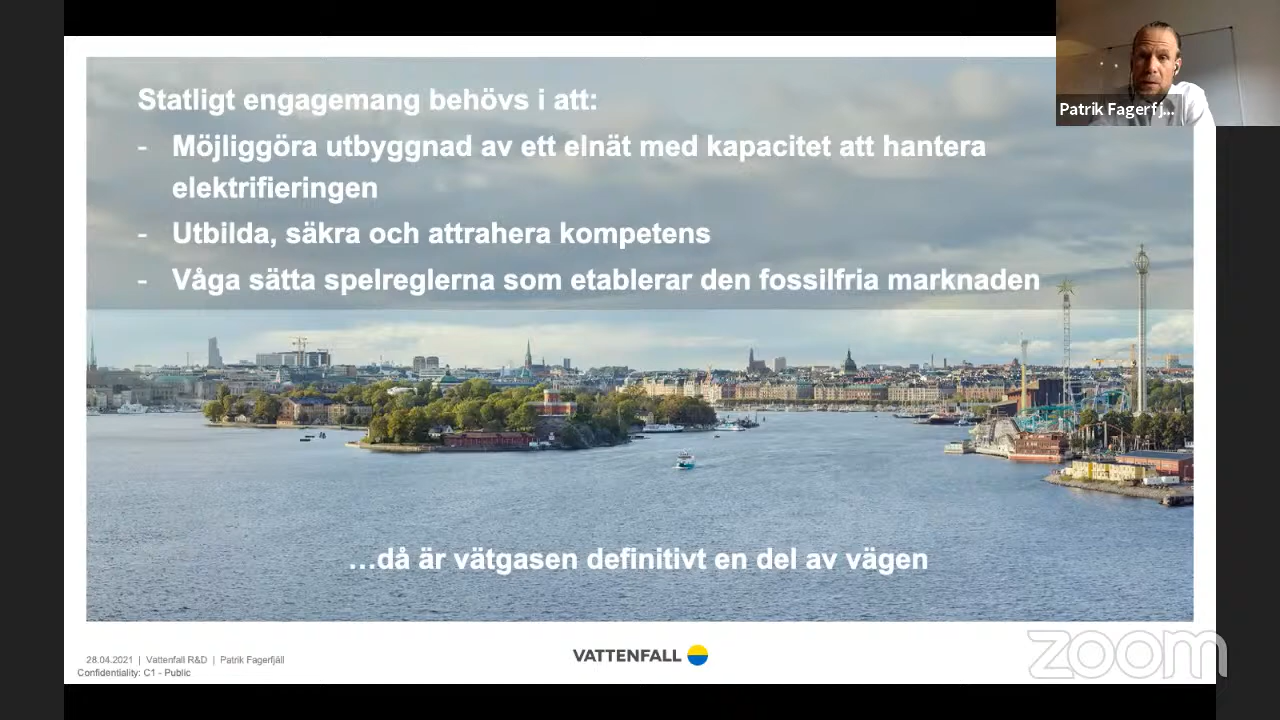 Statligt engagemang behövs i att:
- Möjliggöra utbyggnad av ett elnät med kapacitet att hantera
elektrifieringen
- Utbilda, säkra och attrahera kompetens
- Våga sätta spelreglerna som etablerar den fossilfria marknaden
...då är vätgasen definitivt en del av vägen
28.04.2021 | Vattenfall R&D | Patrik Fagerfjäll
Confidentiality: C1 - Public
VATTENFALL
Patrik Fagerfj...
zoom